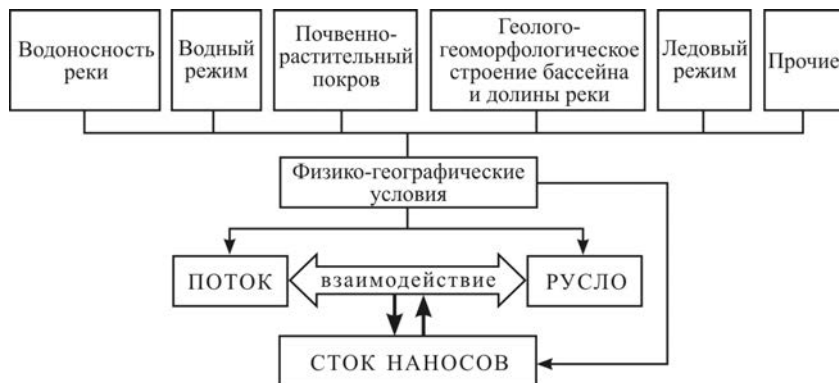 Водоносность
реки
Водный
режим
Почвенно-
растительный
покров
Геолого-
геоморфологическое
строение бассейна
и долины реки
Ледовый
режим
Прочие
Физико-географические
условия
ПОТОК
взаимодействие
РУСЛО
СТОК НАНОСОВ